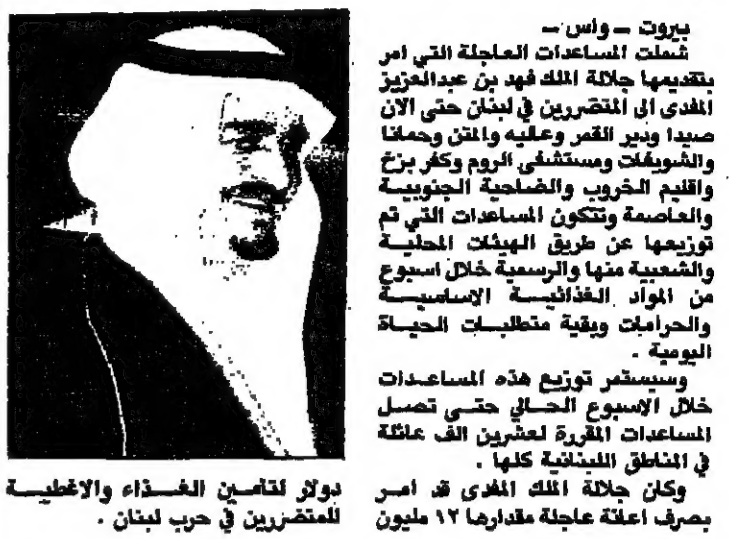 بيروت ــ واس ــ
شملت المساعدات العاجلة التي امر
بتقديمها جلالة الملك فهد بن عبدالعزيز
المفدى الى المتضررين في لبنان حتى الان
صيدا ودير القمر وعاليه والمتن وحمانا
والشويفات ومستشفى الروم وكفر برخ
واقليم الخروب والضاحية الجنوبية
والعاصمة وتتكون المساعدات التي تم
توزيعها عن طريق الهيئات المحلية
والشعبية منها والرسمية خلال اسبوع
من المواد الغذائية الاساسية
والحرامات وبقية متطلبات الحياة
اليومية .
وسيستمر توزيع هذه المساعدات
خلال الاسبوع الحالي حتى تصل
المساعدات المقررة لعشرين الف عائلة
في المناطق اللبنانية كلها .
وكان جلالة الملك المفدى قد امر
بصرف اعانة عاجلة مقدارها ١٢ مليون
دولار لتأمين الغذاء والاغطية
للمتضررين في حرب لبنان .